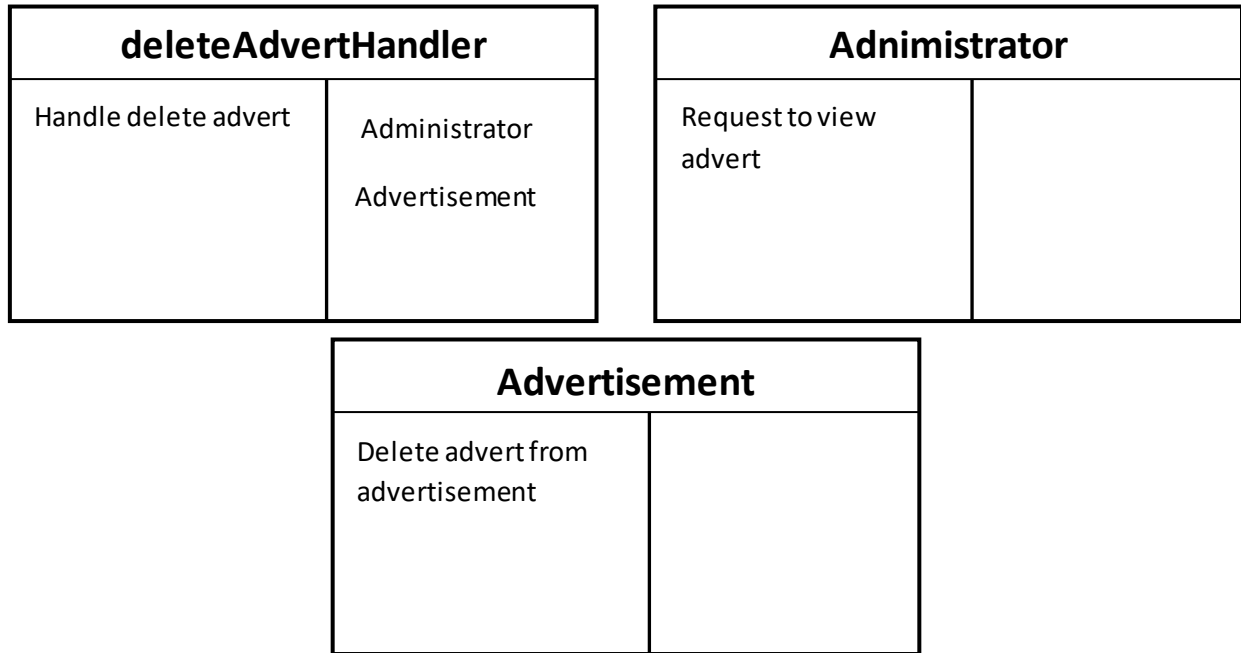 deleteAdvertHandler
Handle delete advert
Administrator
Advertisement
Adnimistrator
Request to view
advert
Advertisement
Delete advert from
advertisement